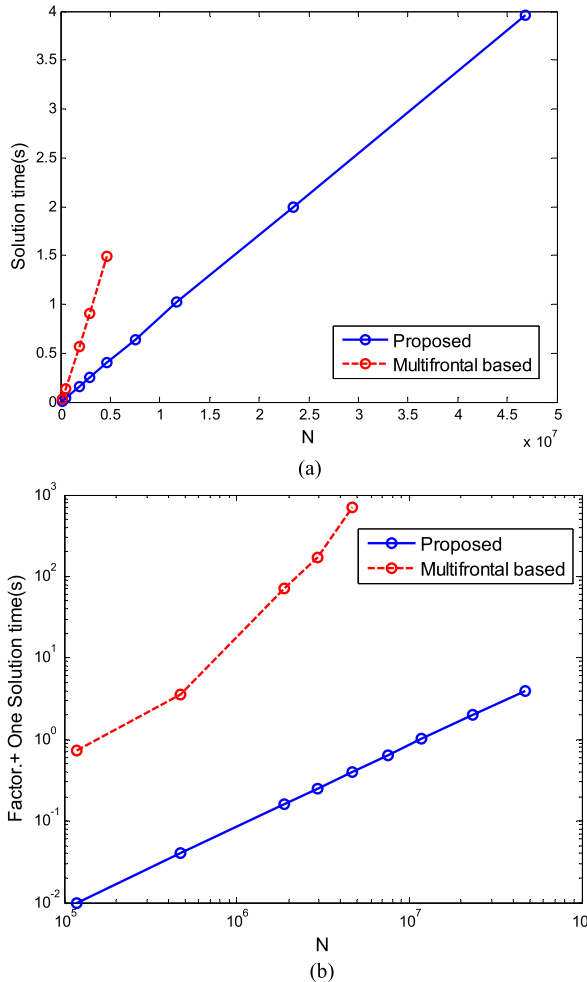 4
3.5
3
2.5
2
1.5
1
0.5
0
Solution time(s)
Proposed
Multifrontal based
0 0.5 1 1.5 2 2.5 3 3.5 4 4.5 5
N
x 10^7
(a)
10^3
10^2
10^1
10^0
10^-1
10^-2
Factor.+ One Solution time(s)
Proposed
Multifrontal based
10^5 10^6 10^7 10
N
(b)